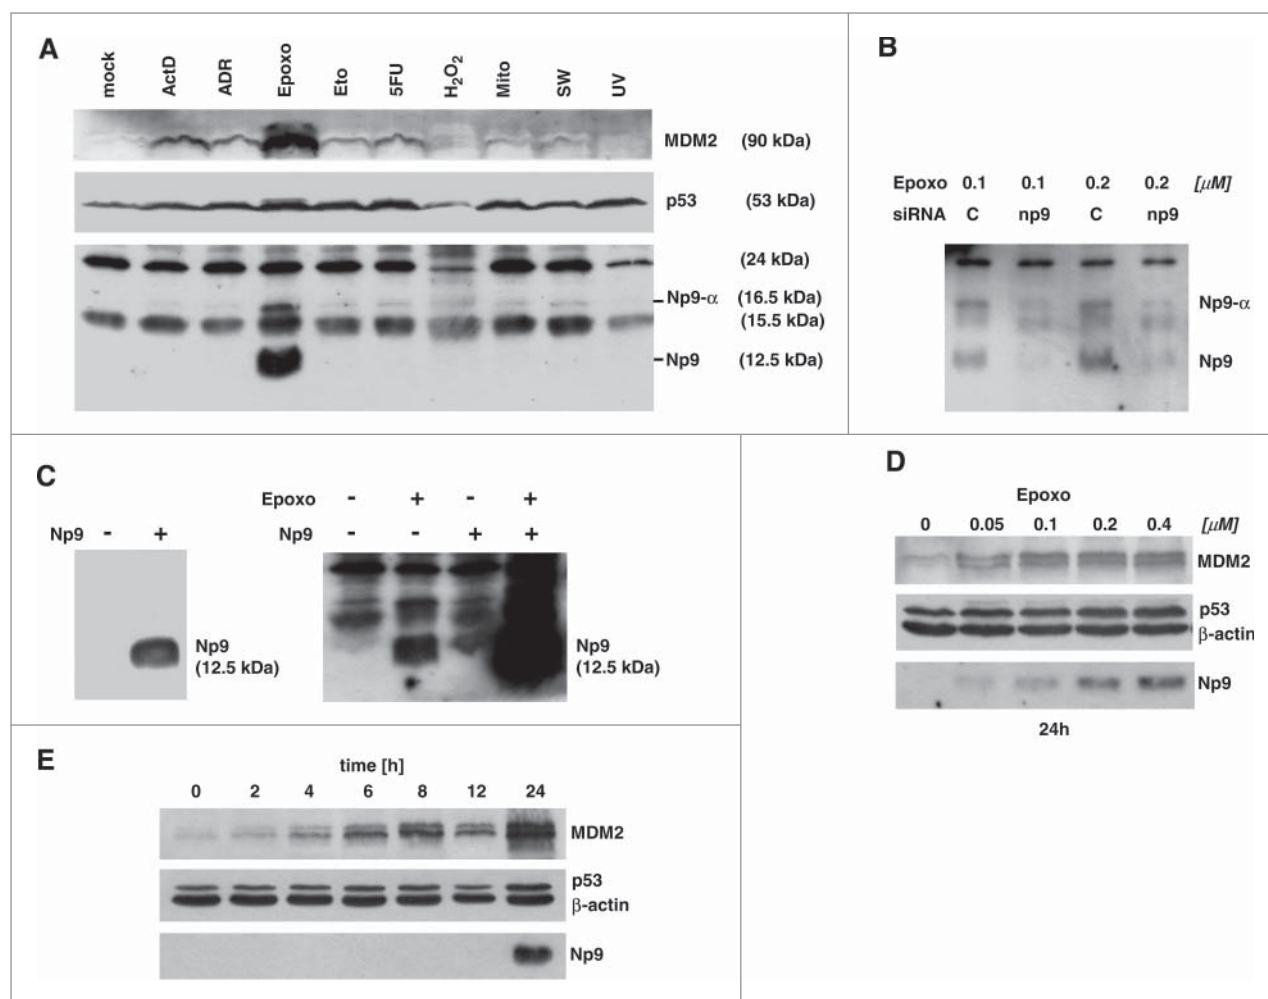 A
mock ActD ADR Epoxo Eto 5FU H₂O₂ Mito SW UV
MDM2 (90 kDa)
p53 (53 kDa)
(24 kDa)
Np9-α (16.5 kDa)
(15.5 kDa)
Np9 (12.5 kDa)
B
Epoxo 0.1 0.1 0.2 0.2 [μM]
siRNA C np9 C np9
Np9-α
Np9
C
Np9 - +
Np9
(12.5 kDa)
Epoxo - + - +
Np9 - - + +
Np9
(12.5 kDa)
D
Epoxo
0 0.05 0.1 0.2 0.4 [μM]
MDM2
p53
β-actin
Np9
24h
E
time [h]
0 2 4 6 8 12 24
MDM2
p53
β-actin
Np9